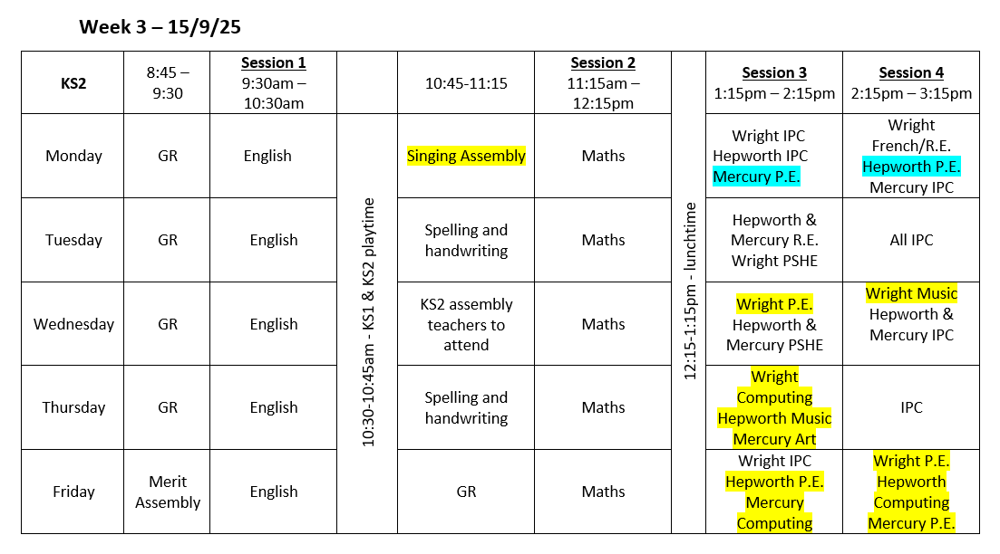 Week 3 – 15/9/25
KS2
8:45 –
9:30
Session 1
9:30am –
10:30am
10:30-10:45am - KS1 & KS2 playtime
10:45-11:15
Session 2
11:15am –
12:15pm
12:15-1:15pm - lunchtime
Session 3
1:15pm – 2:15pm
Session 4
2:15pm – 3:15pm
Monday
GR
English
Singing Assembly
Maths
Wright IPC
Hepworth IPC
Mercury P.E.
Wright
French/R.E.
Hepworth P.E.
Mercury IPC
Tuesday
GR
English
Spelling and
handwriting
Maths
Hepworth &
Mercury R.E.
Wright PSHE
All IPC
Wednesday
GR
English
KS2 assembly
teachers to
attend
Maths
Wright P.E.
Hepworth &
Mercury PSHE
Wright Music
Hepworth &
Mercury IPC
Thursday
GR
English
Spelling and
handwriting
Maths
Wright
Computing
Hepworth Music
Mercury Art
IPC
Friday
Merit
Assembly
English
GR
Maths
Wright IPC
Hepworth P.E.
Mercury
Computing
Wright P.E.
Hepworth
Computing
Mercury P.E.